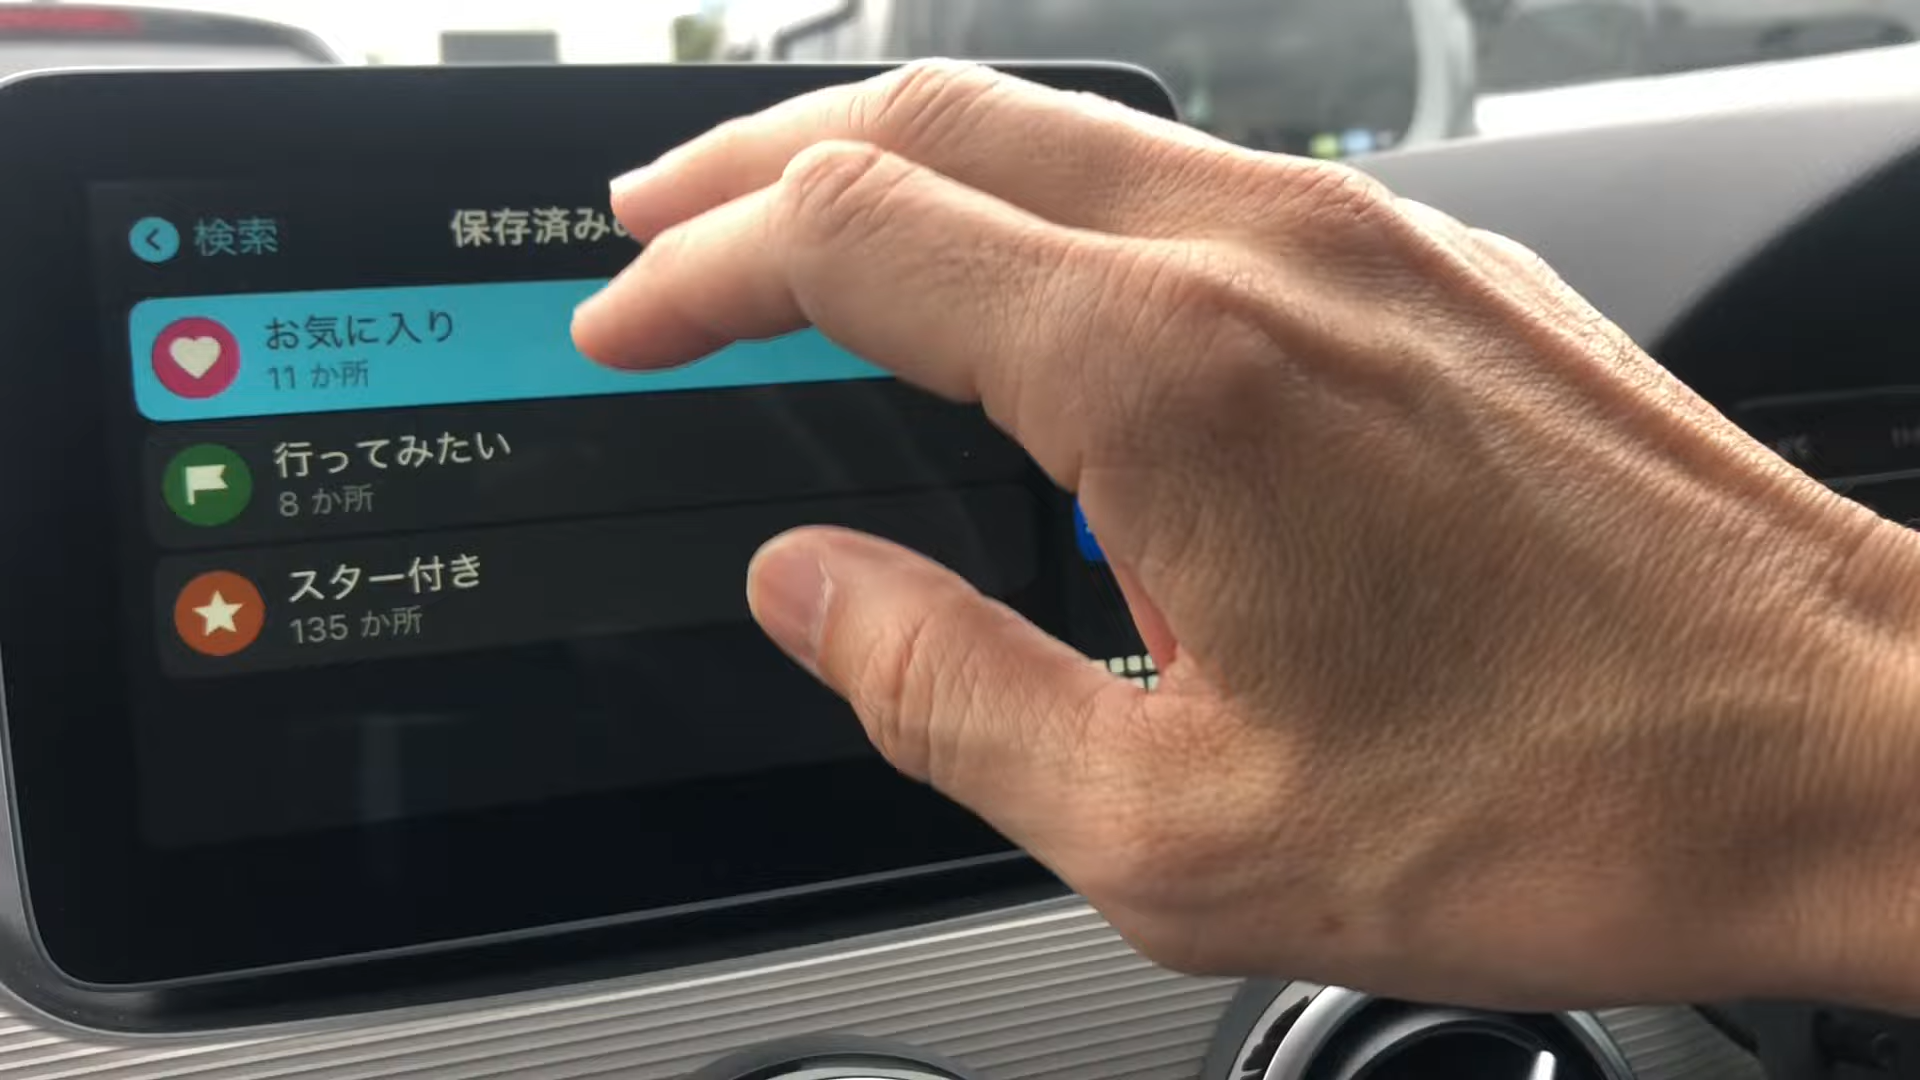 検索
保存済み
お気に入り
11 か所
行ってみたい
8 か所
スター付き
135 か所